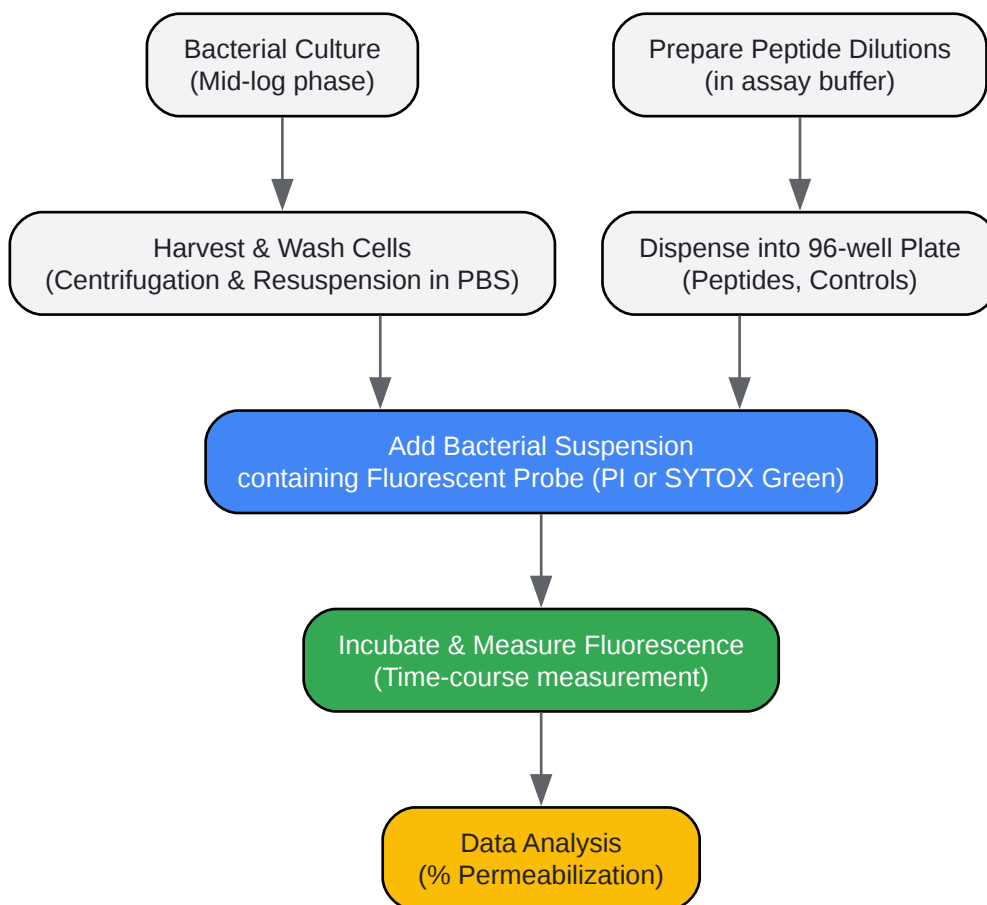 Bacterial Culture
(Mid-log phase)
Prepare Peptide Dilutions
(in assay buffer)
Harvest & Wash Cells
(Centrifugation & Resuspension in PBS)
Dispense into 96-well Plate
(Peptides, Controls)
Add Bacterial Suspension
containing Fluorescent Probe (PI or SYTOX Green)
Incubate & Measure Fluorescence
(Time-course measurement)
Data Analysis
(% Permeabilization)